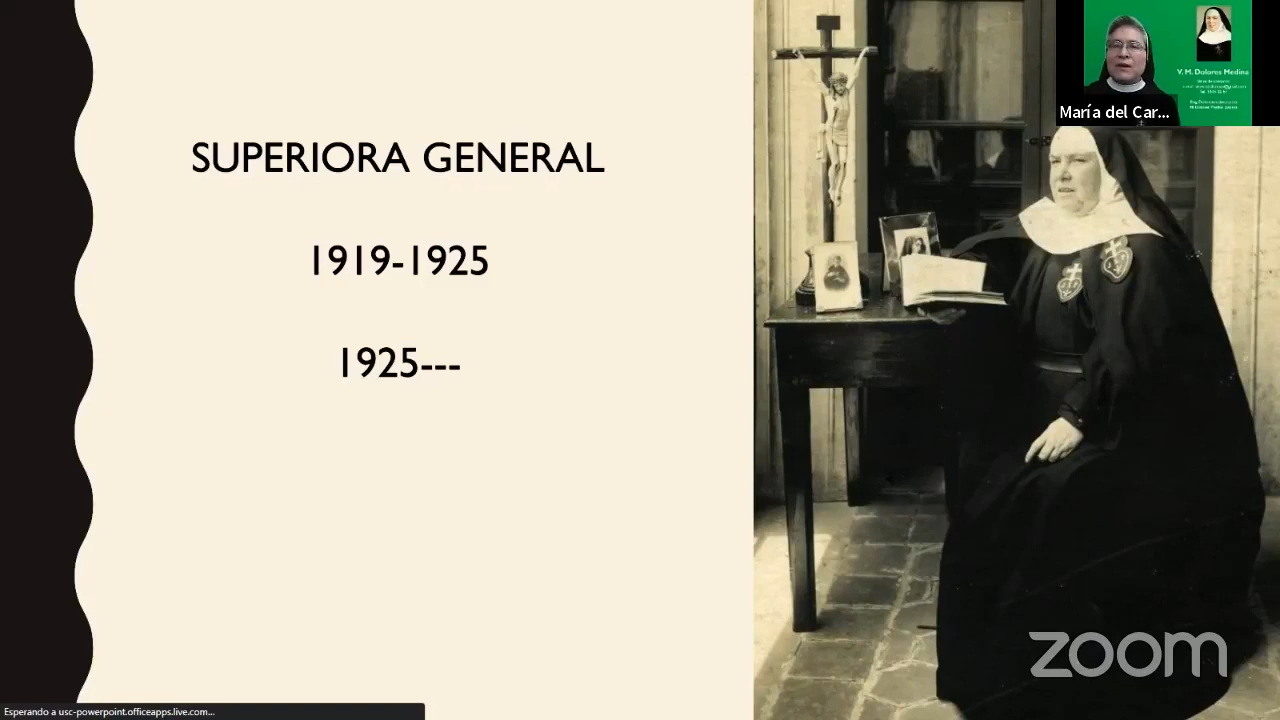 SUPERIORA GENERAL
1919-1925
1925---
V. M. Dolores Medina
María del Car...
zoom
Esperando a usc-powerpoint.officeapps.live.com...